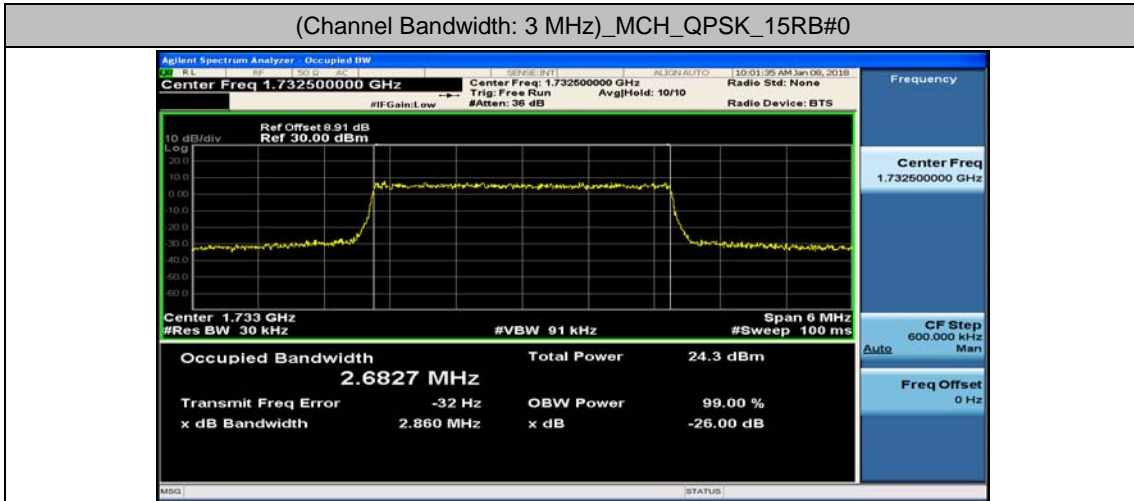 (Channel Bandwidth: 3 MHz)_MCH_QPSK_15RB#0
Agilent Spectrum Analyzer - Occupied BW
RL RF 50 Ω AC SENSE:INT ALIGN AUTO 10:01:35 AM Jan 08, 2018
Center Freq 1.732500000 GHz
Center Freq: 1.732500000 GHz
Radio Std: None
Trig: Free Run Avg|Hold: 10/10
#IFGain:Low #Atten: 36 dB Radio Device: BTS
Ref Offset 8.91 dB
10 dB/div Ref 30.00 dBm
Log
20.0
10.0
0.00
-10.0
-20.0
-30.0
-40.0
-50.0
-60.0
Center 1.733 GHz Span 6 MHz
#Res BW 30 kHz #VBW 91 kHz #Sweep 100 ms
Occupied Bandwidth Total Power 24.3 dBm
2.6827 MHz
Transmit Freq Error -32 Hz OBW Power 99.00 %
x dB Bandwidth 2.860 MHz x dB -26.00 dB
Frequency
Center Freq
1.732500000 GHz
CF Step
600.000 kHz
Auto Man
Freq Offset
0 Hz
MSG STATUS